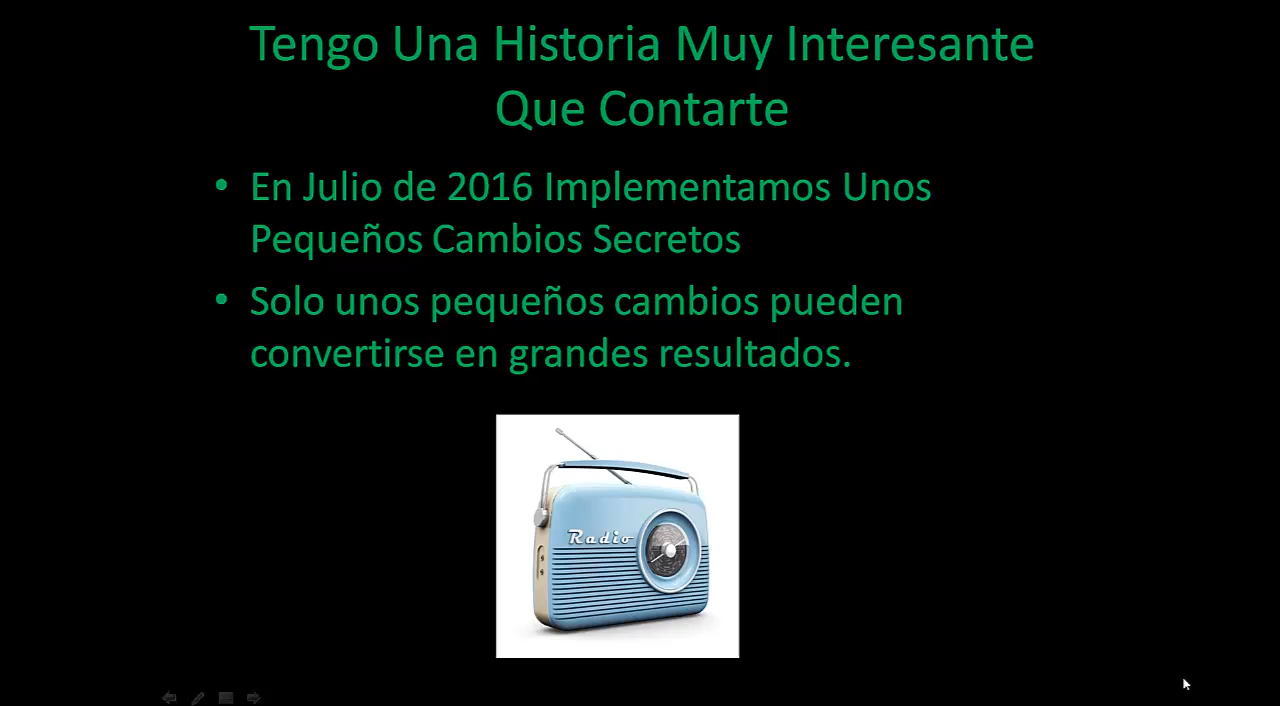 Tengo Una Historia Muy Interesante
Que Contarte
• En Julio de 2016 Implementamos Unos
Pequeños Cambios Secretos
• Solo unos pequeños cambios pueden
convertirse en grandes resultados.
Radio